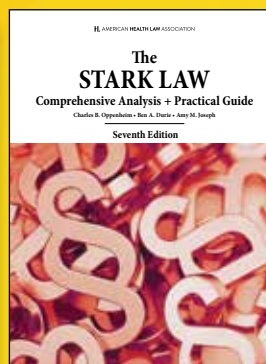 AMERICAN HEALTH LAW ASSOCIATION
The
STARK LAW
Comprehensive Analysis + Practical Guide
Charles B. Oppenheim • Ben A. Durie • Amy M. Joseph
Seventh Edition